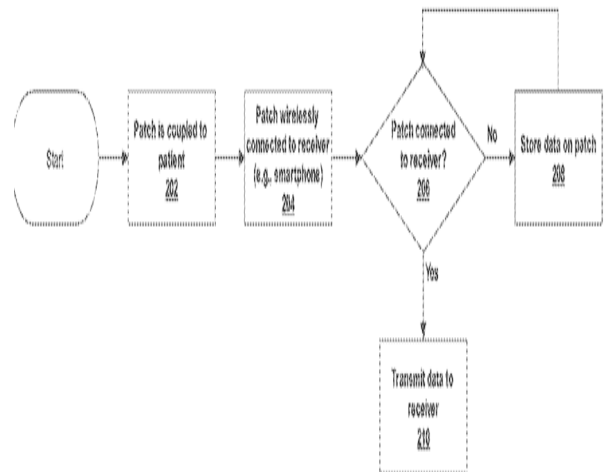 Start
Patch is coupled to
patient
202
Patch wirelessly
connected to receiver
(e.g., smartphone)
204
Patch connected
to receiver?
206
No
Store data on patch
208
Yes
Transmit data to
receiver
210